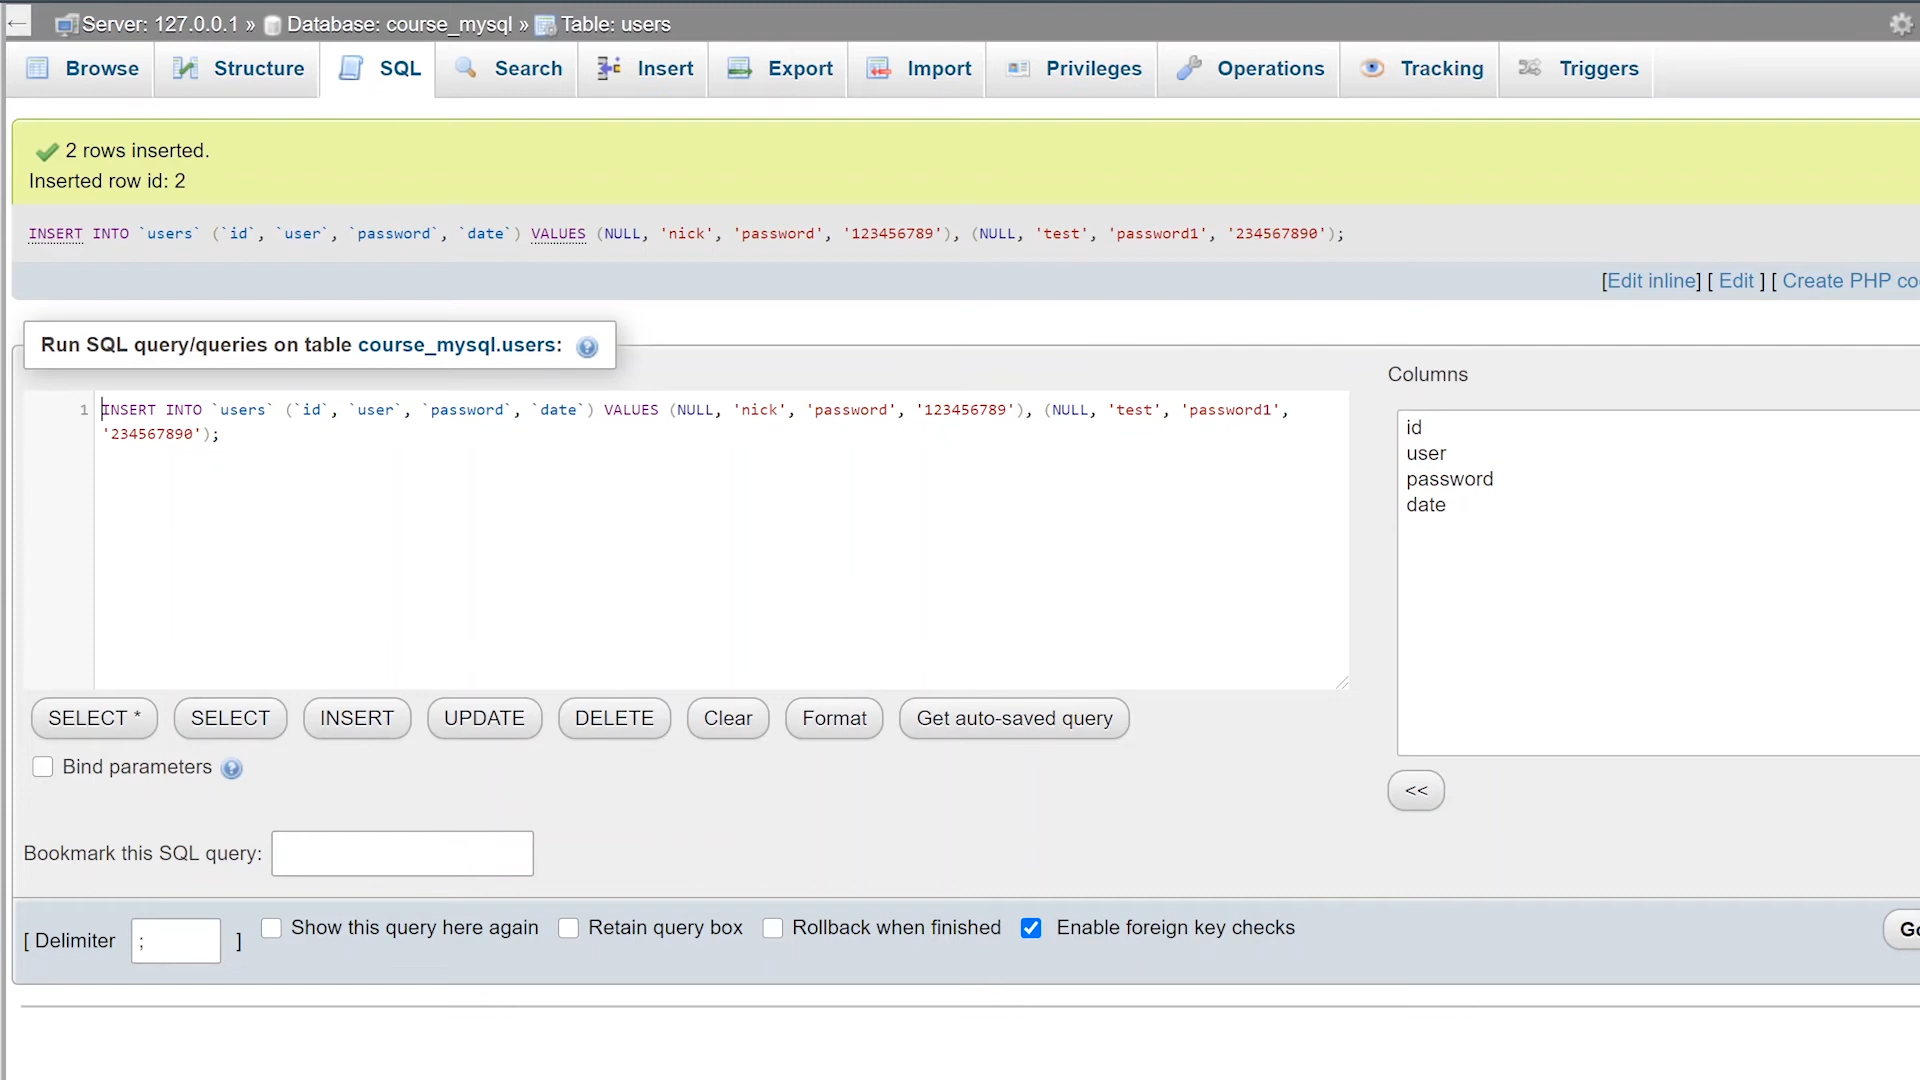 Server: 127.0.0.1 » Database: course_mysql » Table: users
Browse Structure SQL Search Insert Export Import Privileges Operations Tracking Triggers
2 rows inserted.
Inserted row id: 2
INSERT INTO `users` (`id`, `user`, `password`, `date`) VALUES (NULL, 'nick', 'password', '123456789'), (NULL, 'test', 'password1', '234567890');
[Edit inline] [ Edit ] [ Create PHP co
Run SQL query/queries on table course_mysql.users:
1 INSERT INTO `users` (`id`, `user`, `password`, `date`) VALUES (NULL, 'nick', 'password', '123456789'), (NULL, 'test', 'password1',
'234567890');
Columns
id
user
password
date
SELECT * SELECT INSERT UPDATE DELETE Clear Format Get auto-saved query
<<
Bind parameters
Bookmark this SQL query:
[ Delimiter ; ] Show this query here again Retain query box Rollback when finished Enable foreign key checks
Go